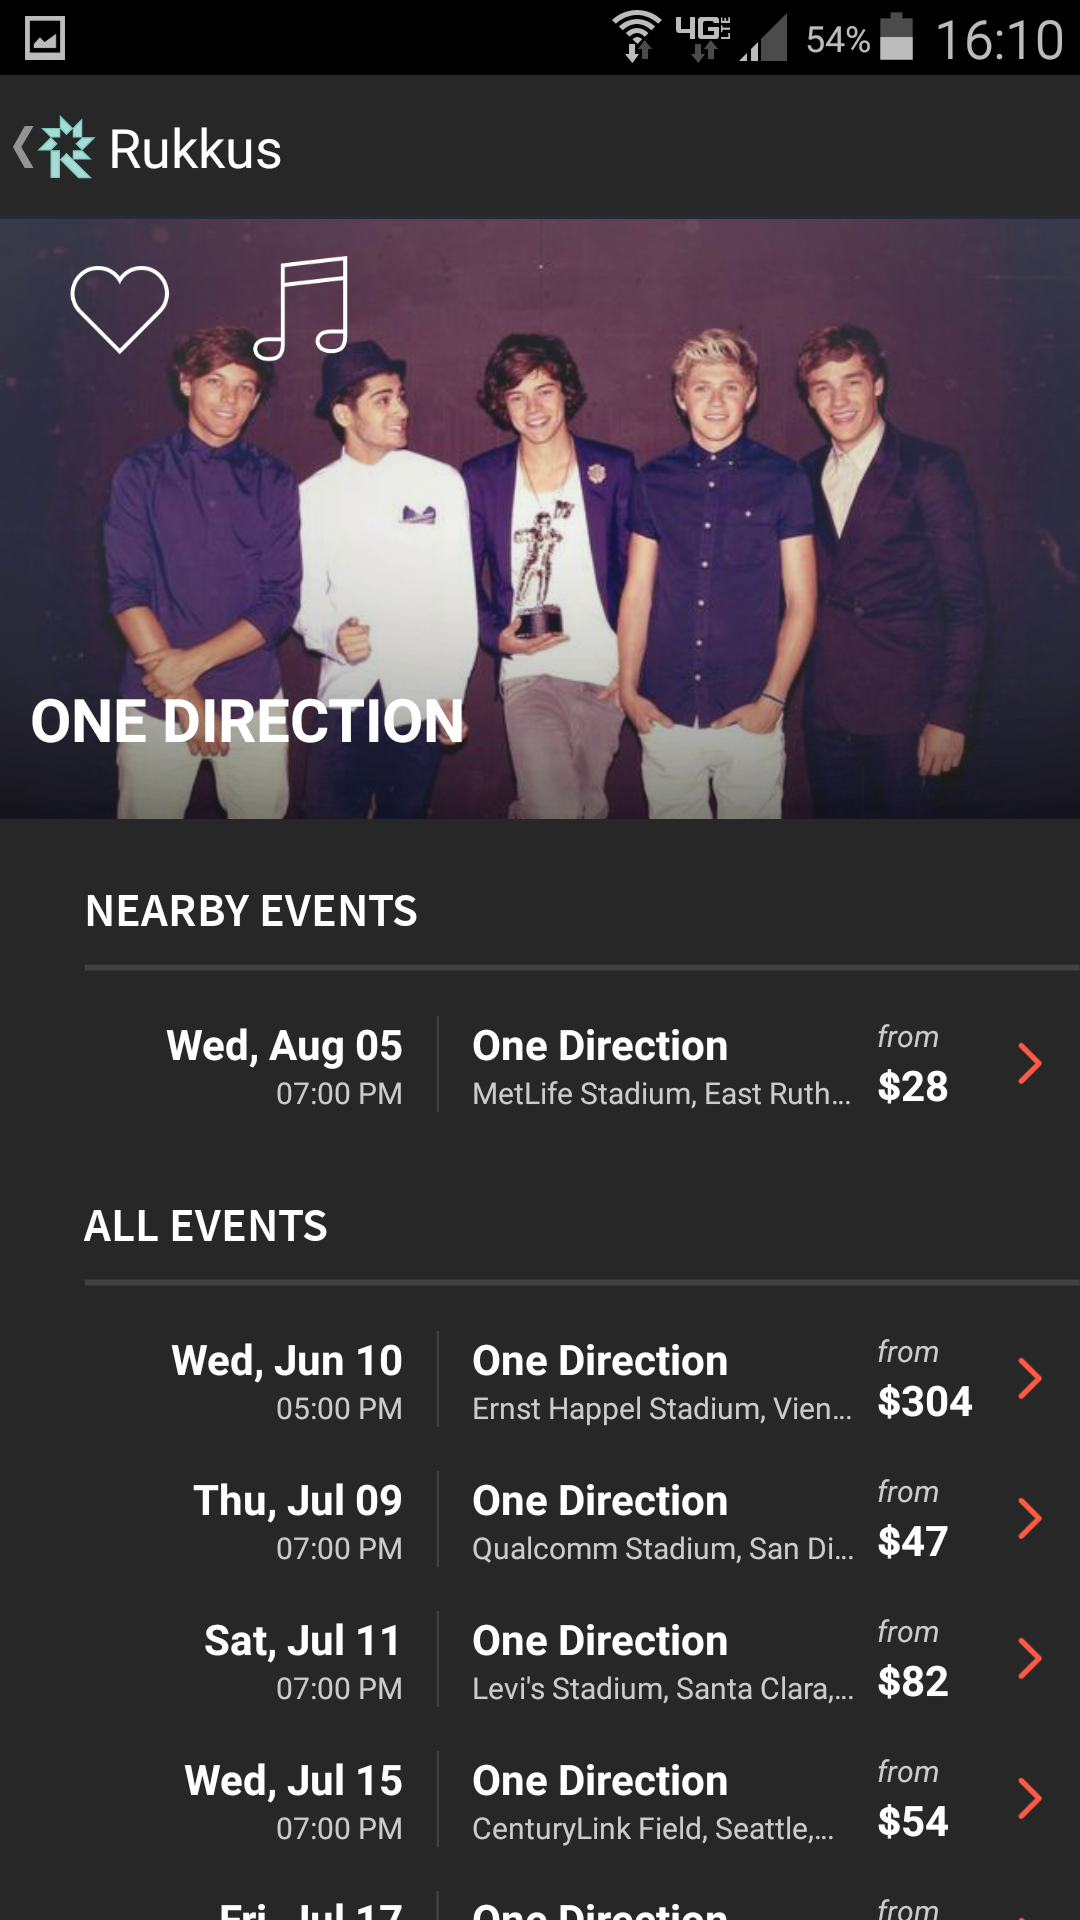 4G LTE 54% 16:10
Rukkus
ONE DIRECTION
NEARBY EVENTS
Wed, Aug 05 One Direction from
07:00 PM MetLife Stadium, East Ruth... $28
ALL EVENTS
Wed, Jun 10 One Direction from
05:00 PM Ernst Happel Stadium, Vien... $304
Thu, Jul 09 One Direction from
07:00 PM Qualcomm Stadium, San Di... $47
Sat, Jul 11 One Direction from
07:00 PM Levi's Stadium, Santa Clara,... $82
Wed, Jul 15 One Direction from
07:00 PM CenturyLink Field, Seattle,... $54
Fri, Jul 17 One Direction from